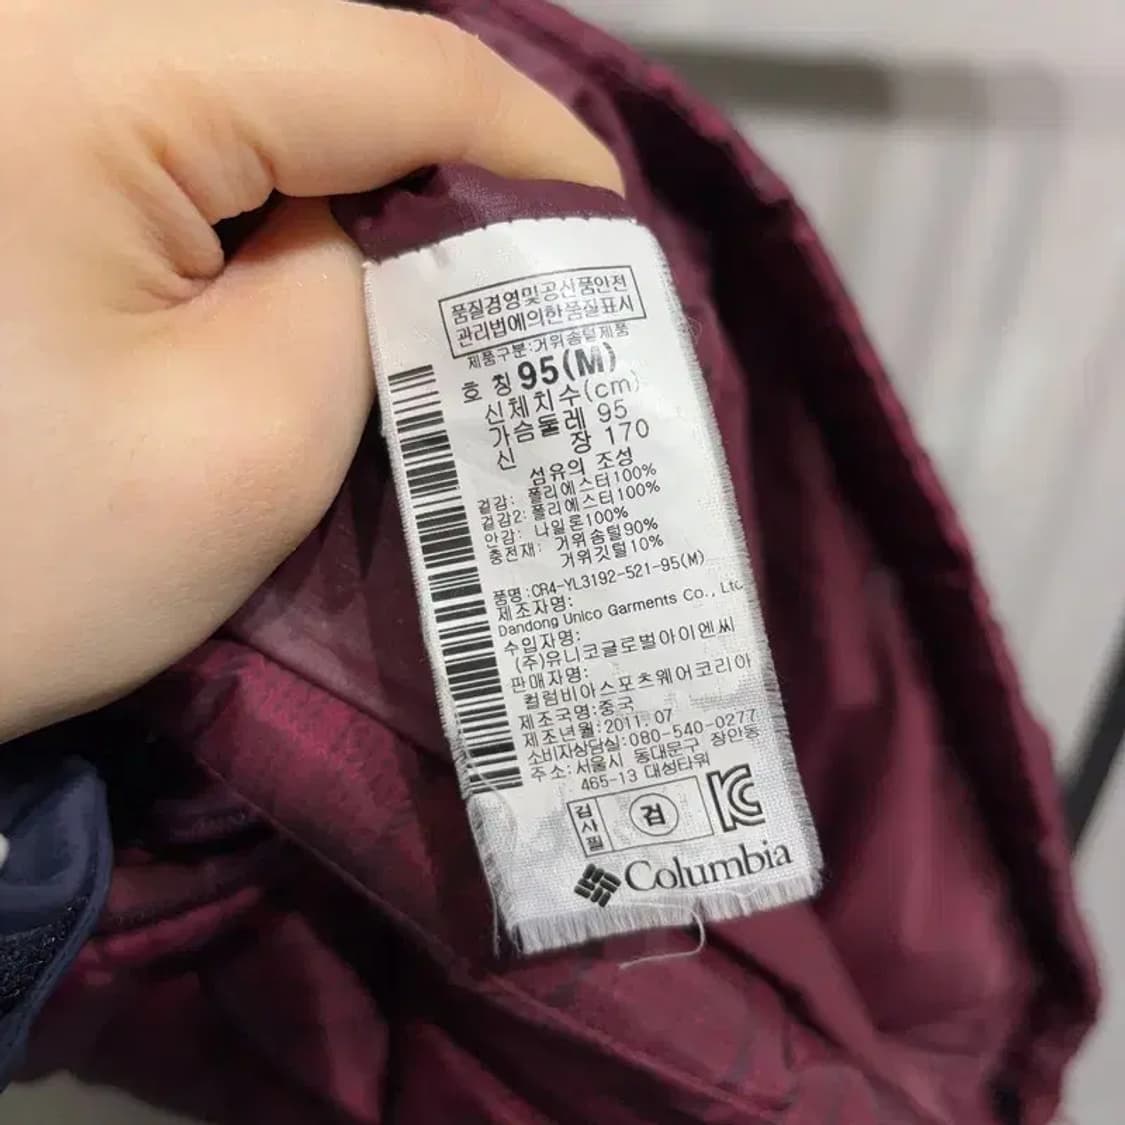 품질경영및공산품안전
관리법에의한품질표시
제품구분:거위솜털제품
호 칭 95(M)
신체치수(cm)
가슴둘레 95
신 장 170
섬유의 조성
겉감: 폴리에스터100%
겉감2: 폴리에스터100%
안감: 나일론100%
충전재: 거위솜털90%
거위깃털10%
품명:CR4-YL3192-521-95(M)
제조자명:
Dandong Unico Garments Co., Ltd
수입자명:
(주)유니코글로벌아이엔씨
판매자명:
컬럼비아스포츠웨어코리아
제조국명:중국
제조년월:2011. 07
소비자상담실:080-540-0277
주소:서울시 동대문구 장안동
465-13 대성타워
검사필 검 KC
Columbia